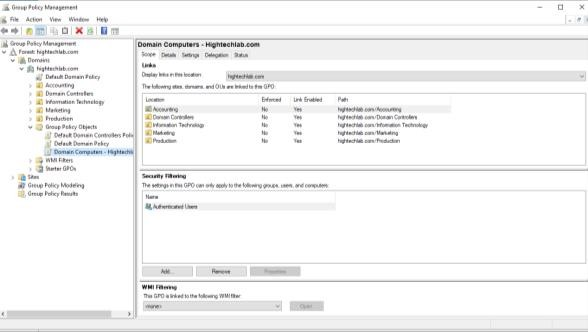 Group Policy Management
File Action View Window Help
Group Policy Management
Forest: hightechlab.com
Domains
hightechlab.com
Default Domain Policy
Accounting
Domain Controllers
Information Technology
Marketing
Production
Group Policy Objects
Default Domain Controllers Poli
Default Domain Policy
Domain Computers - Hightechl
WMI Filters
Starter GPOs
Sites
Group Policy Modeling
Group Policy Results
Domain Computers - Hightechlab.com
Scope Details Settings Delegation Status
Links
Display links in this location: hightechlab.com
The following sites, domains, and OUs are linked to this GPO:
Location Enforced Link Enabled Path
Accounting No Yes hightechlab.com/Accounting
Domain Controllers No Yes hightechlab.com/Domain Controllers
Information Technology No Yes hightechlab.com/Information Technology
Marketing No Yes hightechlab.com/Marketing
Production No Yes hightechlab.com/Production
Security Filtering
The settings in this GPO can only apply to the following groups, users, and computers:
Name
Authenticated Users
Add... Remove Properties
WMI Filtering
This GPO is linked to the following WMI filter:
<none> Open